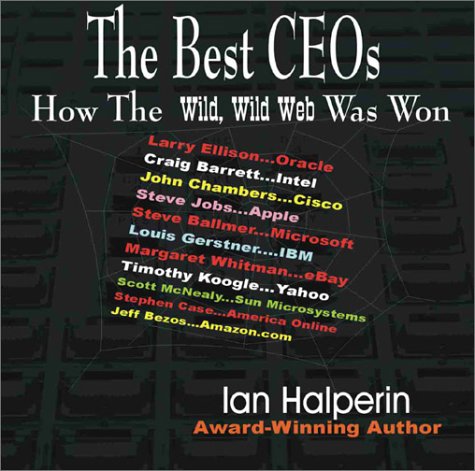 The Best CEOs
How The Wild, Wild Web Was Won
Larry Ellison...Oracle
Craig Barrett...Intel
John Chambers...Cisco
Steve Jobs...Apple
Steve Ballmer...Microsoft
Louis Gerstner....IBM
Margaret Whitman...eBay
Timothy Koogle...Yahoo
Scott McNealy...Sun Microsystems
Stephen Case...America Online
Jeff Bezos...Amazon.com
Ian Halperin
Award-Winning Author